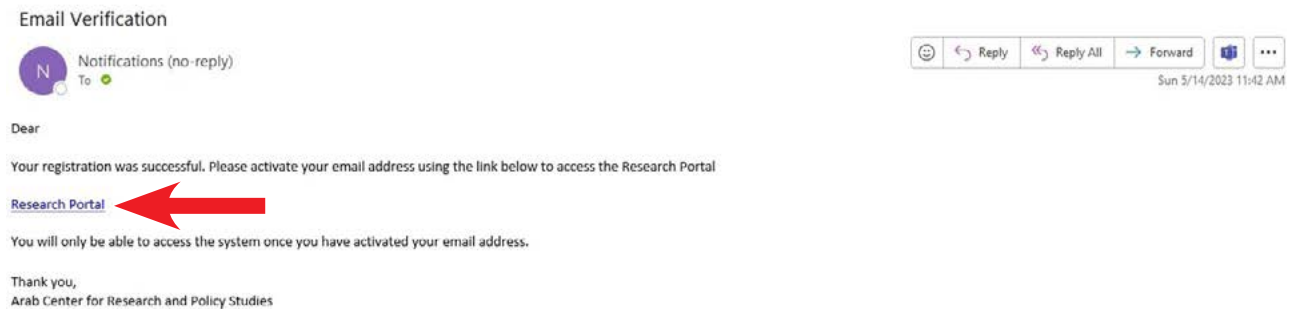 Email Verification
N
Notifications (no-reply)
To
Reply
Reply All
Forward
Sun 5/14/2023 11:42 AM
Dear
Your registration was successful. Please activate your email address using the link below to access the Research Portal
Research Portal
You will only be able to access the system once you have activated your email address.
Thank you,
Arab Center for Research and Policy Studies